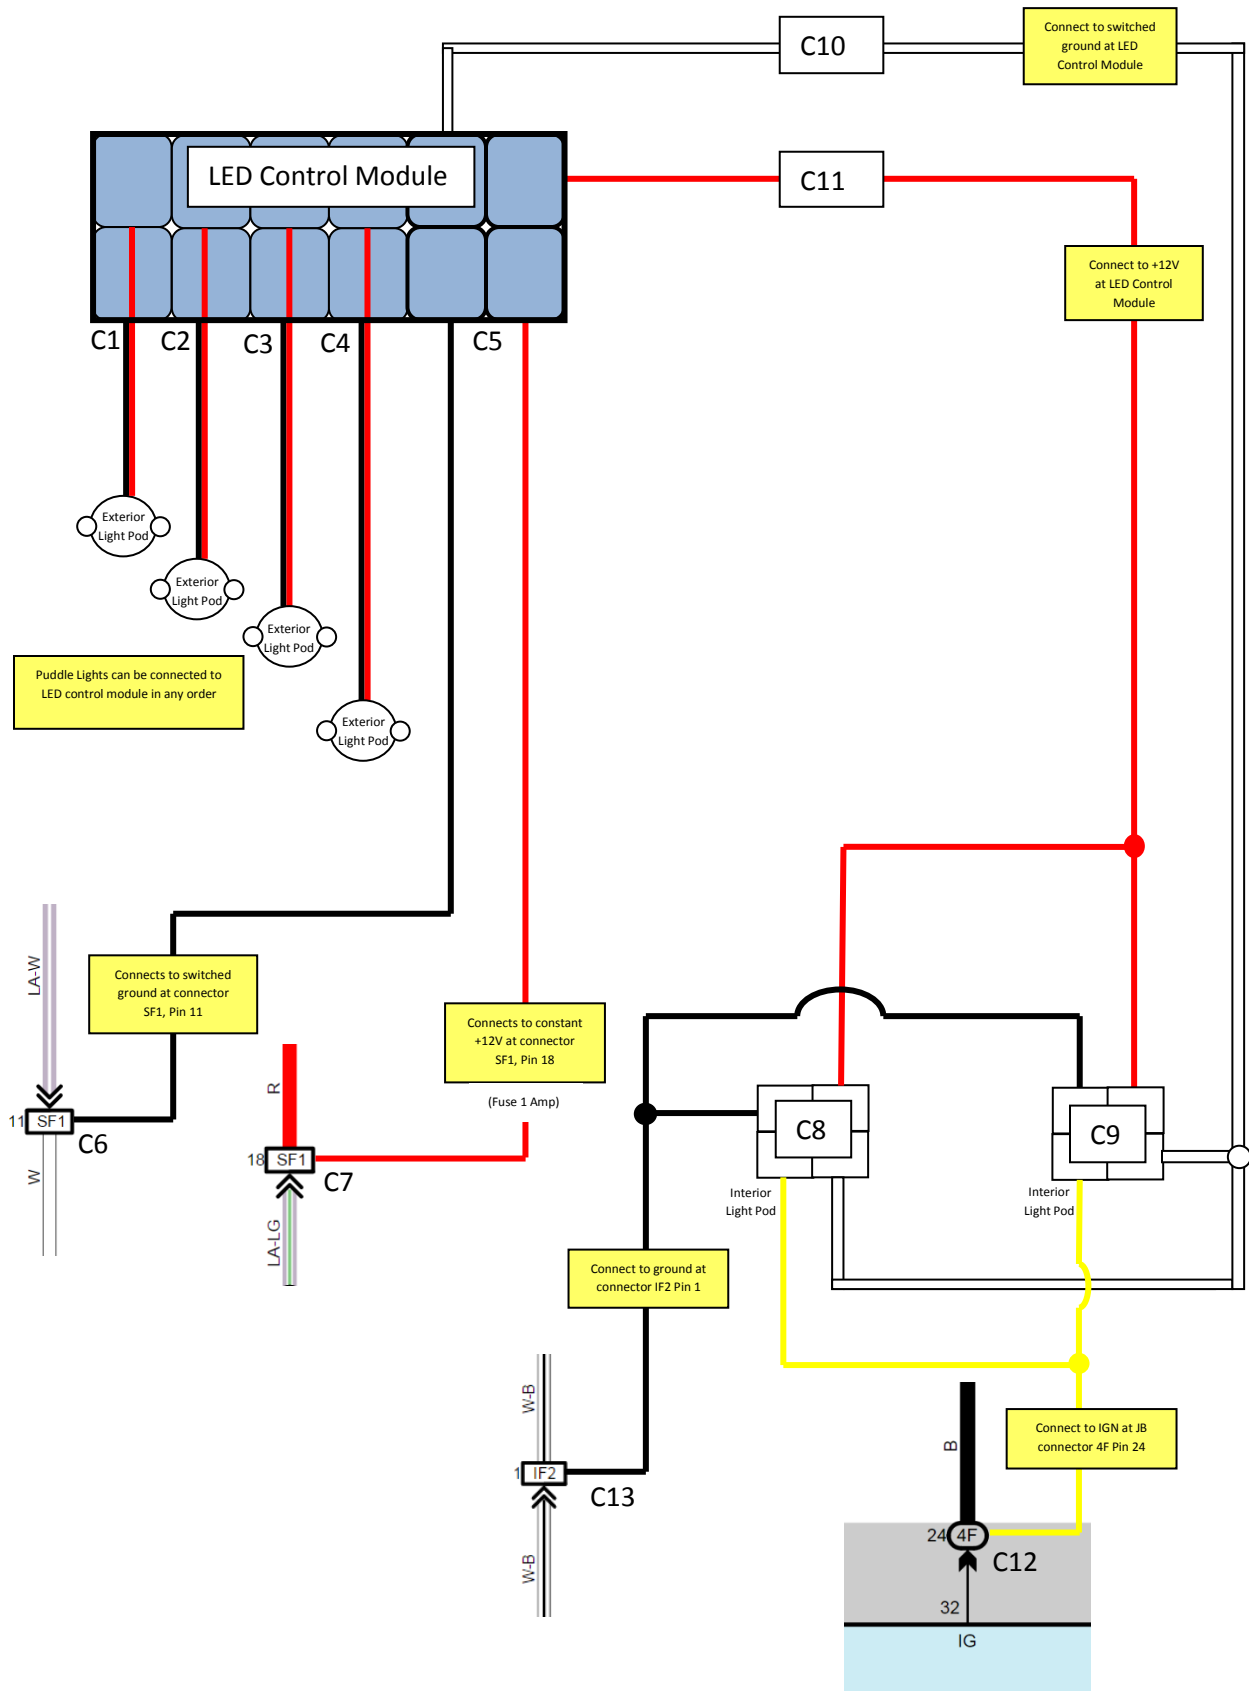 C10
Connect to switched
ground at LED
Control Module
LED Control Module
C11
Connect to +12V
at LED Control
Module
C1
C2
C3
C4
C5
Exterior
Light Pod
Exterior
Light Pod
Exterior
Light Pod
Exterior
Light Pod
Puddle Lights can be connected to
LED control module in any order
LA-W
Connects to switched
ground at connector
SF1, Pin 11
11 SF1
C6
W
Connects to constant
+12V at connector
SF1, Pin 18
(Fuse 1 Amp)
R
18 SF1
C7
LA-LG
C8
C9
Interior
Light Pod
Interior
Light Pod
Connect to ground at
connector IF2 Pin 1
W-B
1 IF2
C13
W-B
Connect to IGN at JB
connector 4F Pin 24
B
24 4F
C12
32
IG